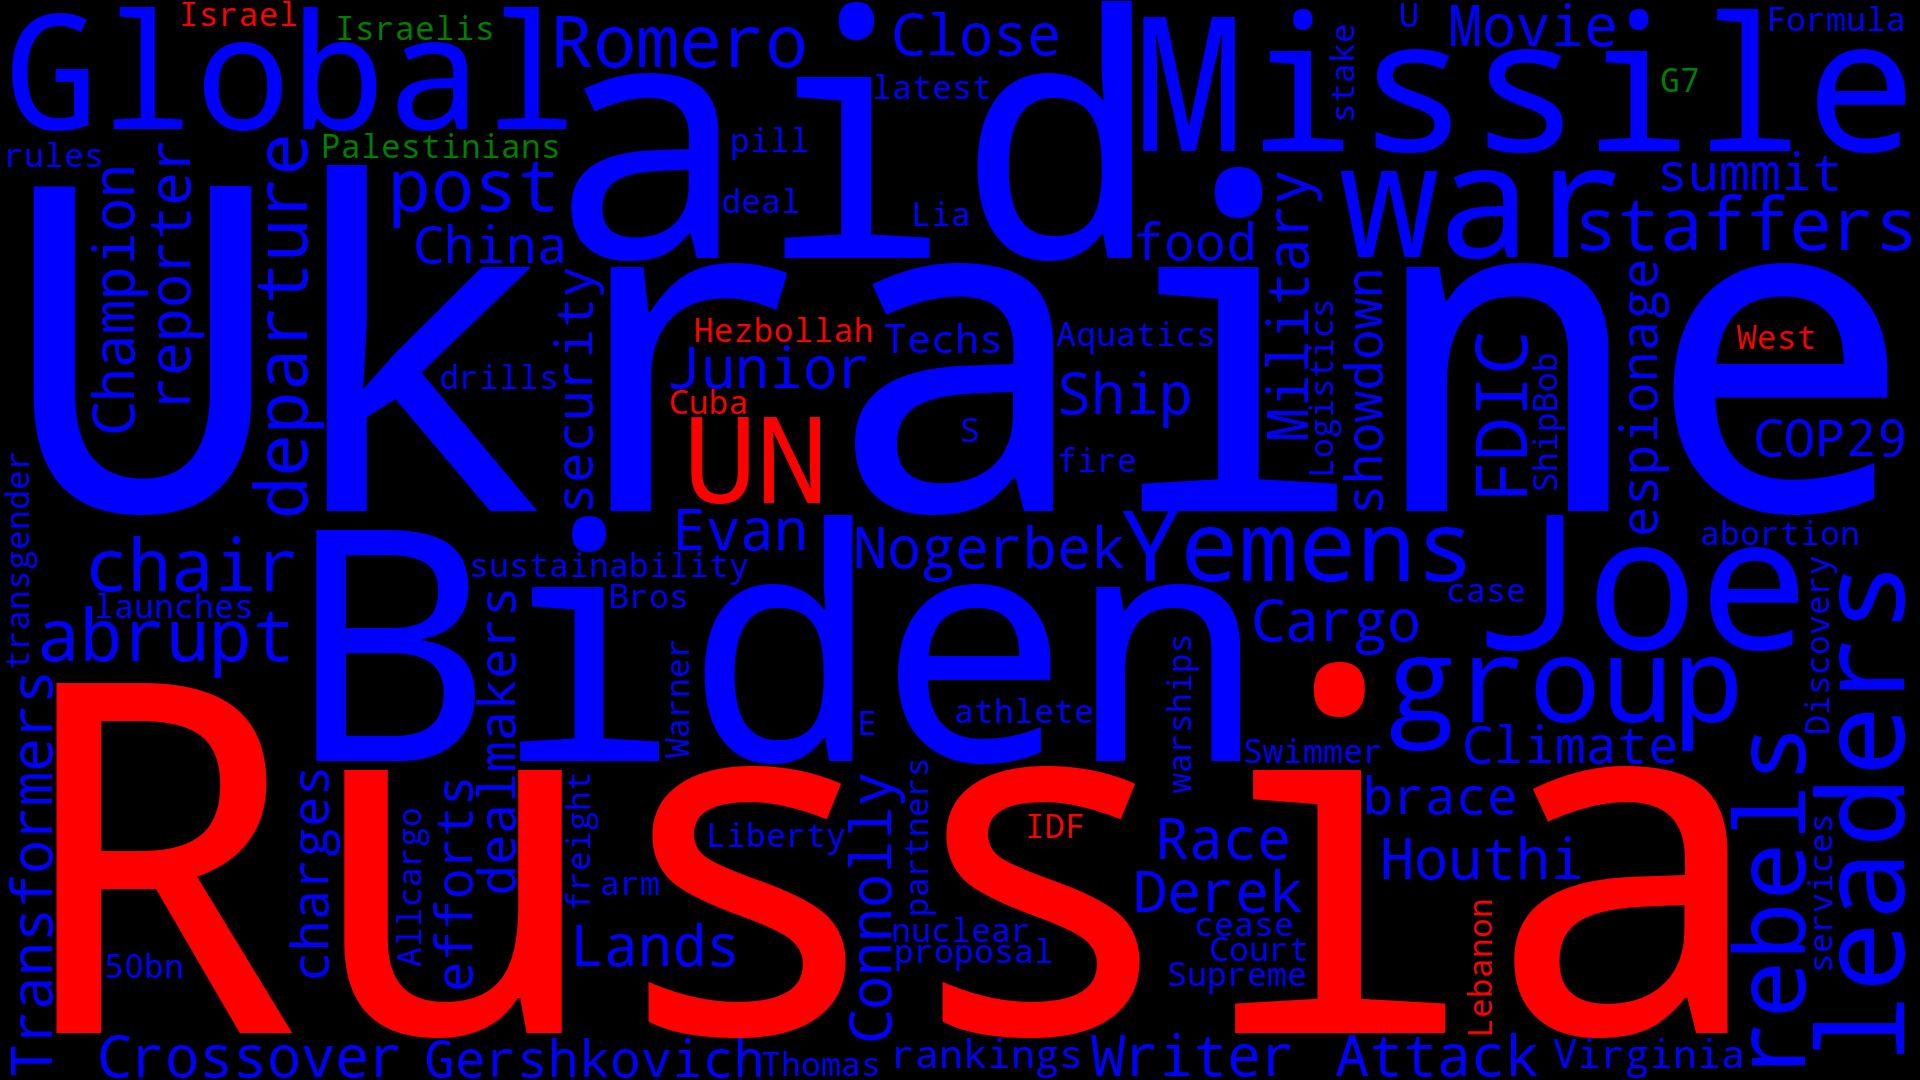 Global
Israel
Israelis
Romero
Close
Missile
stake
U
Movie
Formula
aid
latest
G7
rules
Palestinians
pill
Champion
reporter
departure
post
deal
Lia
food
Military
war
summit
staffers
China
Ukraine
security
drills
Hezbollah
Junior
Cuba
UN
Techs
Aquatics
Ship
S
fire
Logistics
showdown
FDIC
ShipBob
espionage
West
COP29
transgender
chair
launches
abrupt
sustainability
Evan
Bros
Nogerbek
Yemens
Joe
abortion
case
Cargo
Biden
dealmakers
Warner
E
athlete
warships
Swimmer
group
Climate
Discovery
leaders
Transformers
Russia
charges
Allcargo
efforts
freight
arm
Liberty
Lands
Connolly
partners
IDF
nuclear
proposal
Race
Derek
cease
Court
Supreme
brace
Houthi
Lebanon
rebels
services
50bn
Crossover
Gershkovich
Thomas
rankings
Writer
Attack
Virginia